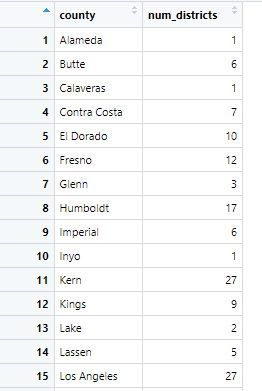 county num_districts
1 Alameda 1
2 Butte 6
3 Calaveras 1
4 Contra Costa 7
5 El Dorado 10
6 Fresno 12
7 Glenn 3
8 Humboldt 17
9 Imperial 6
10 Inyo 1
11 Kern 27
12 Kings 9
13 Lake 2
14 Lassen 5
15 Los Angeles 27